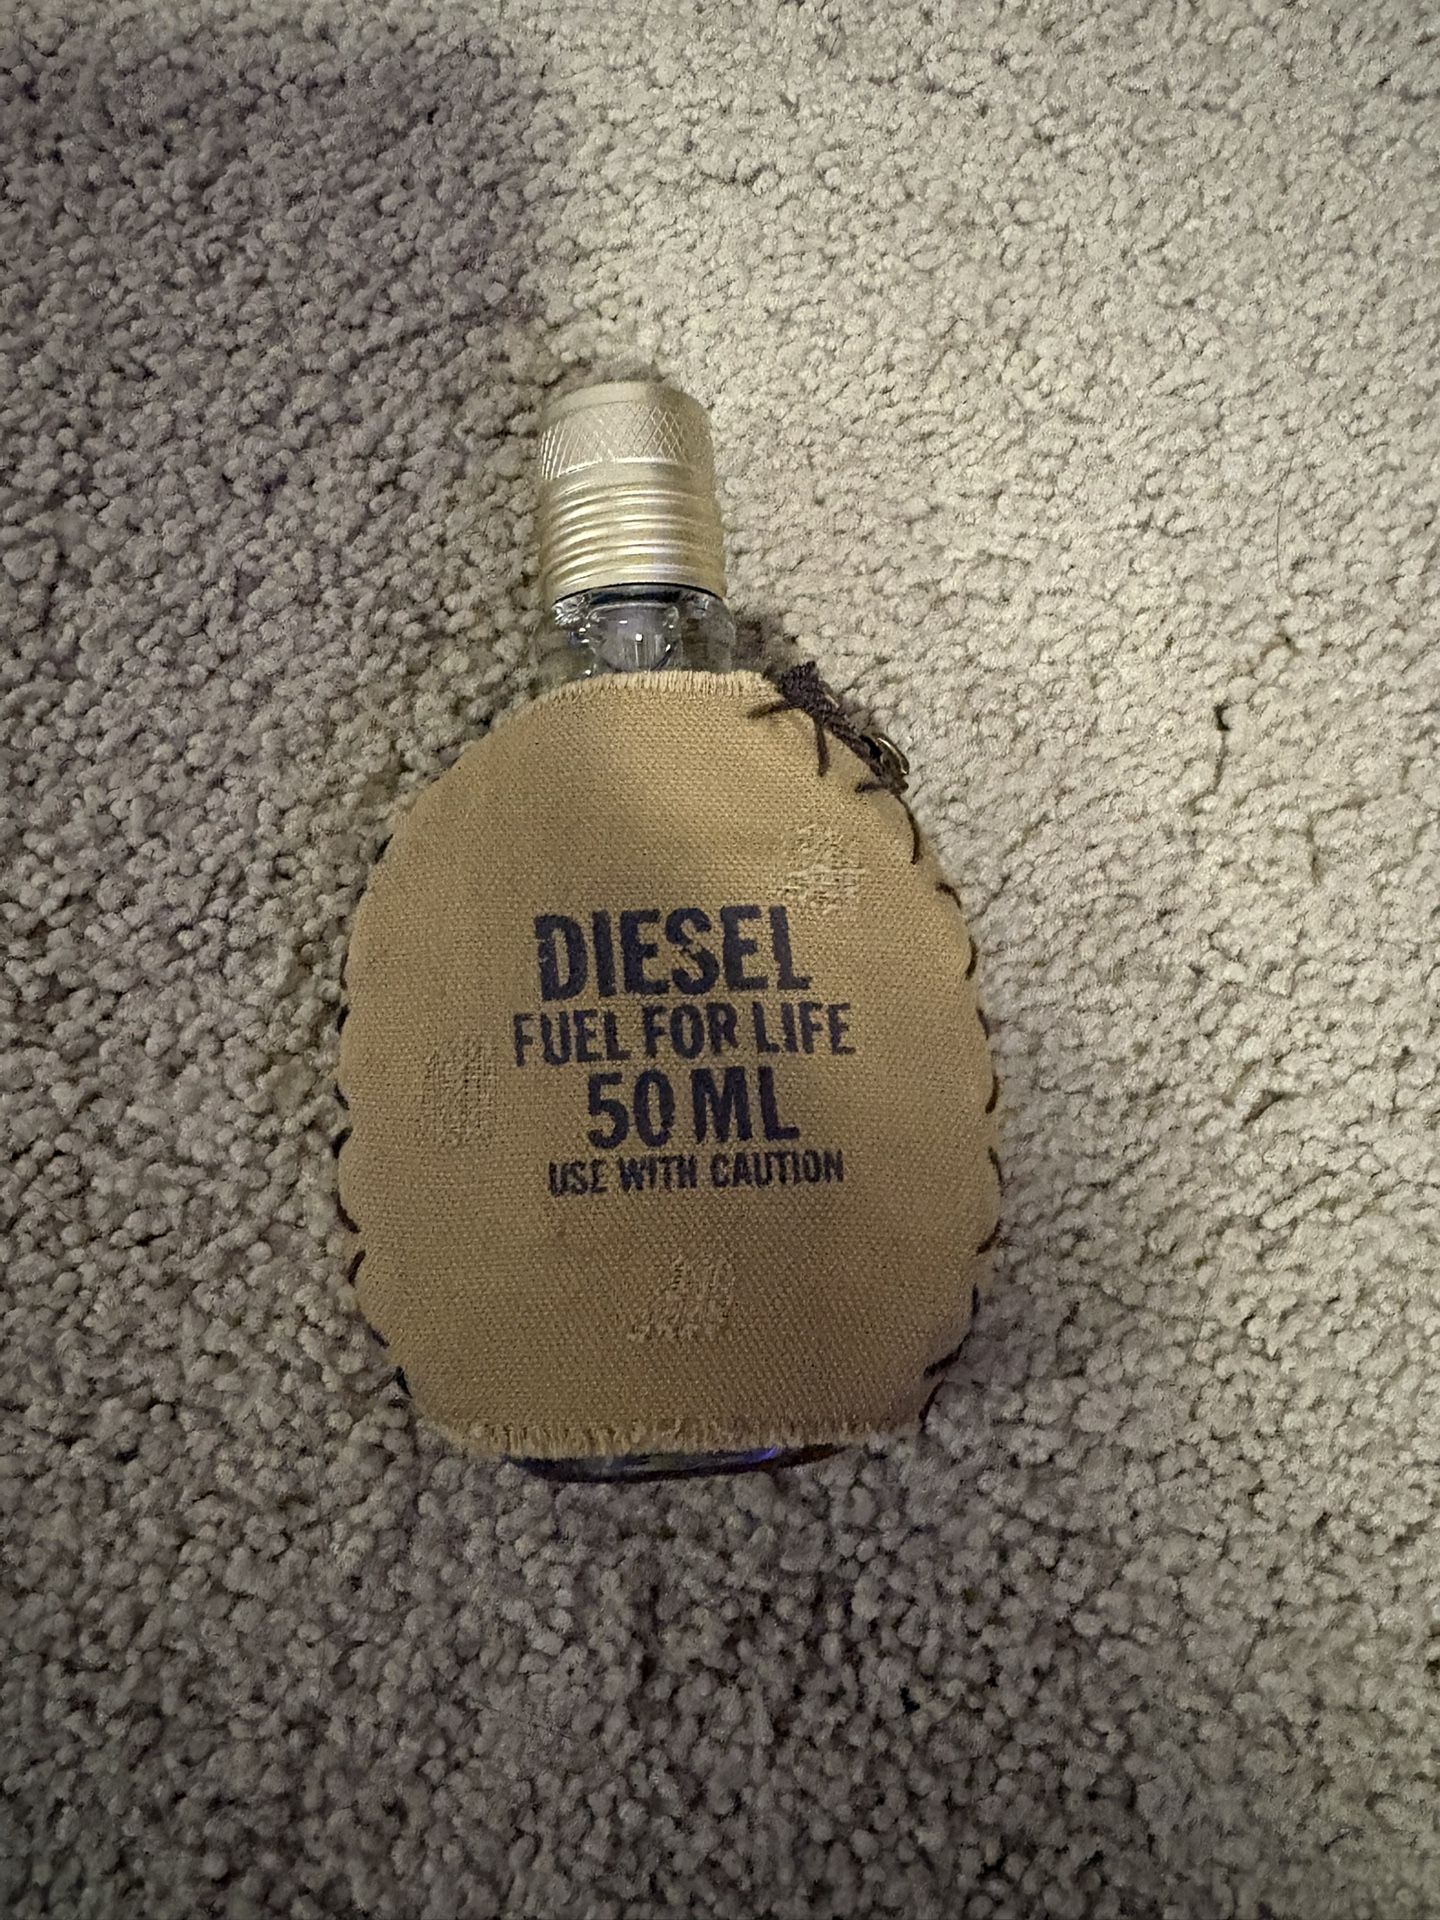 DIESEL
FUEL FOR LIFE
50 ML
USE WITH CAUTION